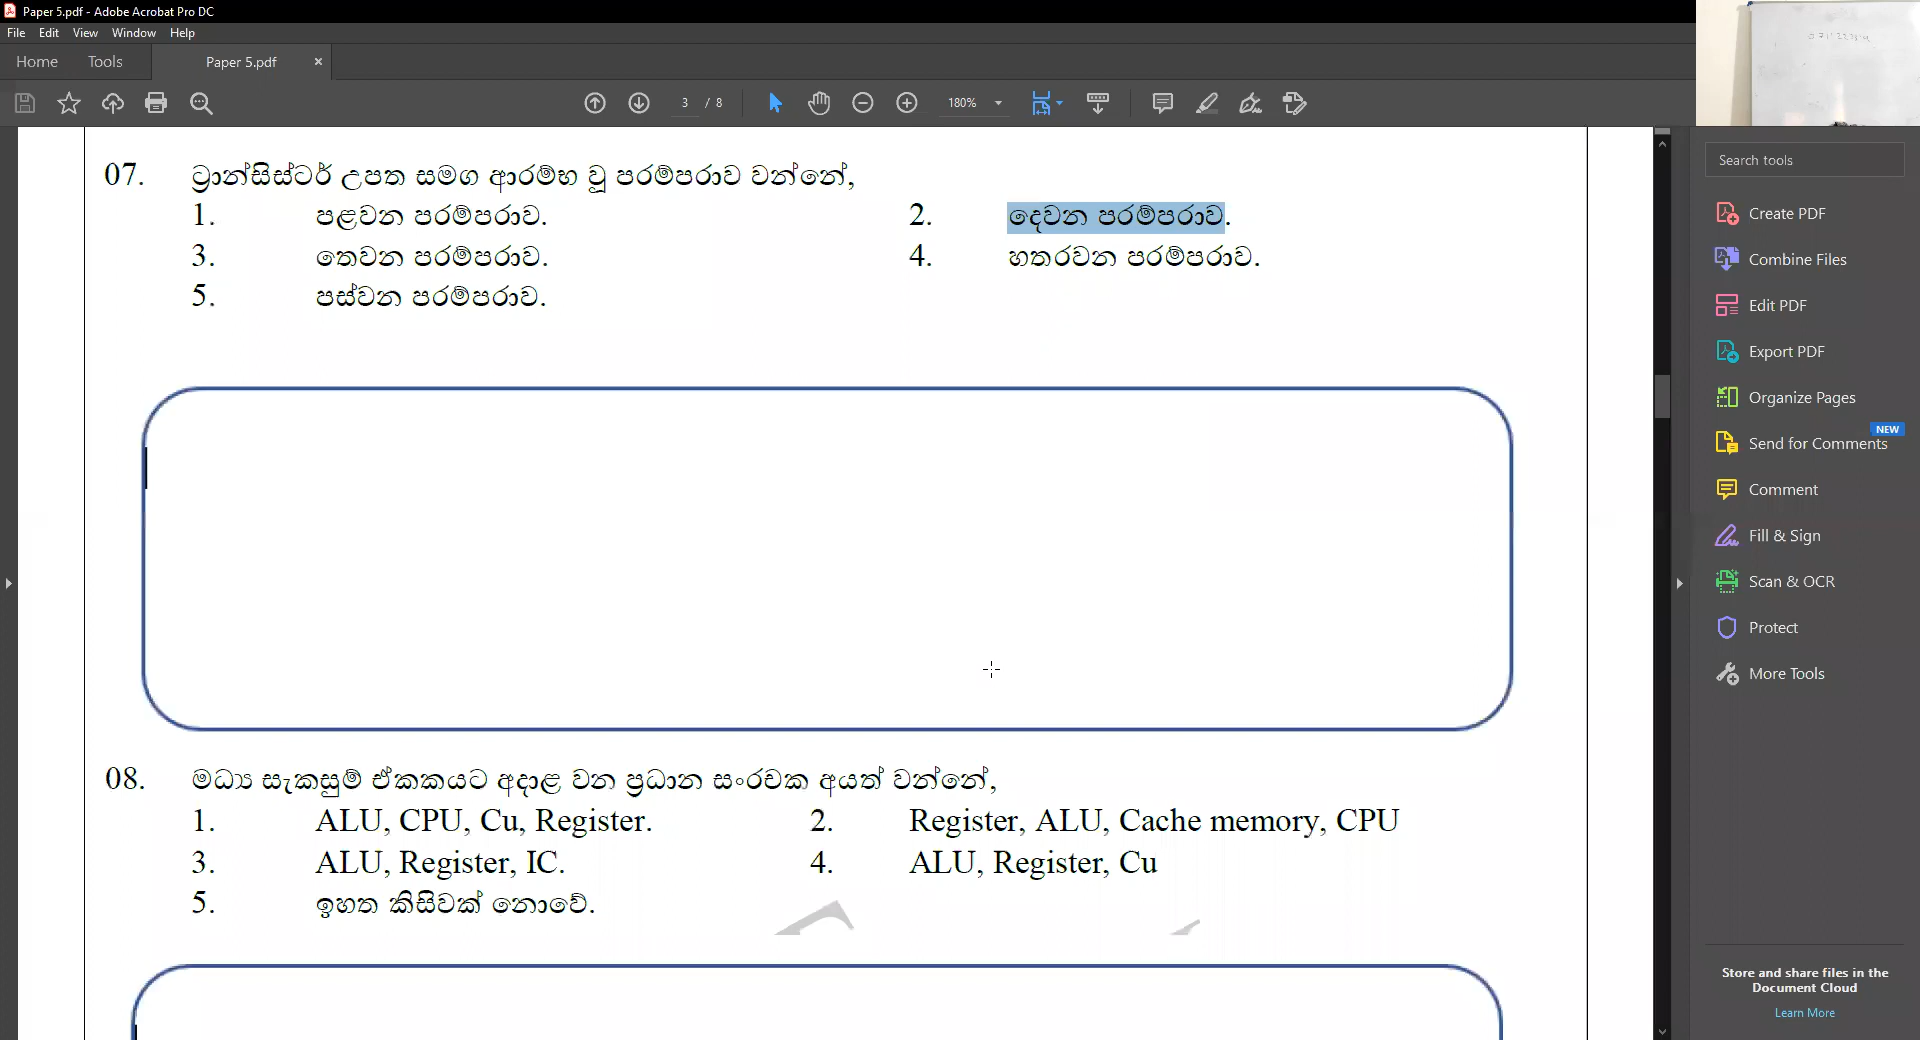 Paper 5.pdf - Adobe Acrobat Pro DC
File Edit View Window Help
Home Tools Paper 5.pdf ×
3 / 8 180%
07. ට්‍රාන්සිස්ටර් උපත සමග ආරම්භ වූ පරම්පරාව වන්නේ,
1. පළවන පරම්පරාව. 2. දෙවන පරම්පරාව.
3. තෙවන පරම්පරාව. 4. හතරවන පරම්පරාව.
5. පස්වන පරම්පරාව.
08. මධ්‍ය සැකසුම් ඒකකයට අදාළ වන ප්‍රධාන සංරචක අයත් වන්නේ,
1. ALU, CPU, Cu, Register. 2. Register, ALU, Cache memory, CPU
3. ALU, Register, IC. 4. ALU, Register, Cu
5. ඉහත කිසිවක් නොවේ.
Search tools
Create PDF
Combine Files
Edit PDF
Export PDF
Organize Pages
NEW
Send for Comments
Comment
Fill & Sign
Scan & OCR
Protect
More Tools
Store and share files in the
Document Cloud
Learn More